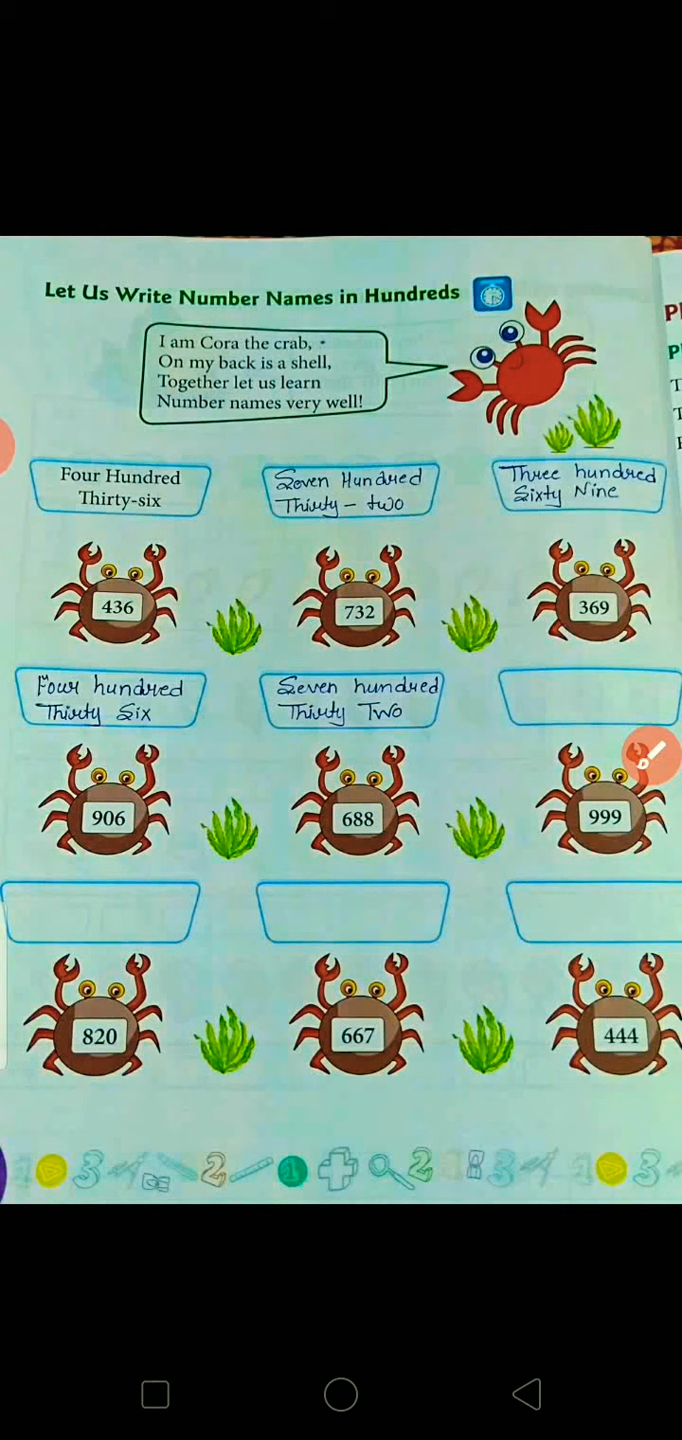 Let Us Write Number Names in Hundreds
I am Cora the crab,
On my back is a shell,
Together let us learn
Number names very well!
Four Hundred
Thirty-six
Seven Hundred
Thirty - two
Three hundred
Sixty Nine
436
732
369
Four hundred
Thirty Six
Seven hundred
Thirty Two
906
688
999
820
667
444